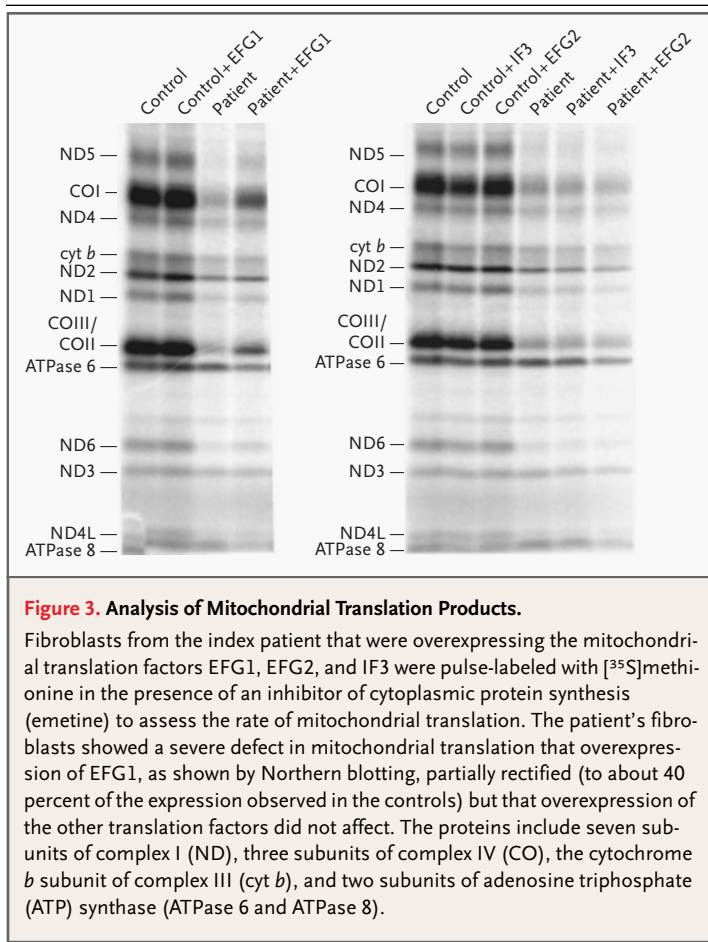 Control
Control+EFG1
Patient
Patient+EFG1
ND5
COI
ND4
cyt b
ND2
ND1
COIII/
COII
ATPase 6
ND6
ND3
ND4L
ATPase 8
Control
Control+IF3
Control+EFG2
Patient
Patient+IF3
Patient+EFG2
ND5
COI
ND4
cyt b
ND2
ND1
COIII/
COII
ATPase 6
ND6
ND3
ND4L
ATPase 8
Figure 3. Analysis of Mitochondrial Translation Products.
Fibroblasts from the index patient that were overexpressing the mitochondri-
al translation factors EFG1, EFG2, and IF3 were pulse-labeled with [³⁵S]methi-
onine in the presence of an inhibitor of cytoplasmic protein synthesis
(emetine) to assess the rate of mitochondrial translation. The patient's fibro-
blasts showed a severe defect in mitochondrial translation that overexpres-
sion of EFG1, as shown by Northern blotting, partially rectified (to about 40
percent of the expression observed in the controls) but that overexpression of
the other translation factors did not affect. The proteins include seven sub-
units of complex I (ND), three subunits of complex IV (CO), the cytochrome
b subunit of complex III (cyt b), and two subunits of adenosine triphosphate
(ATP) synthase (ATPase 6 and ATPase 8).